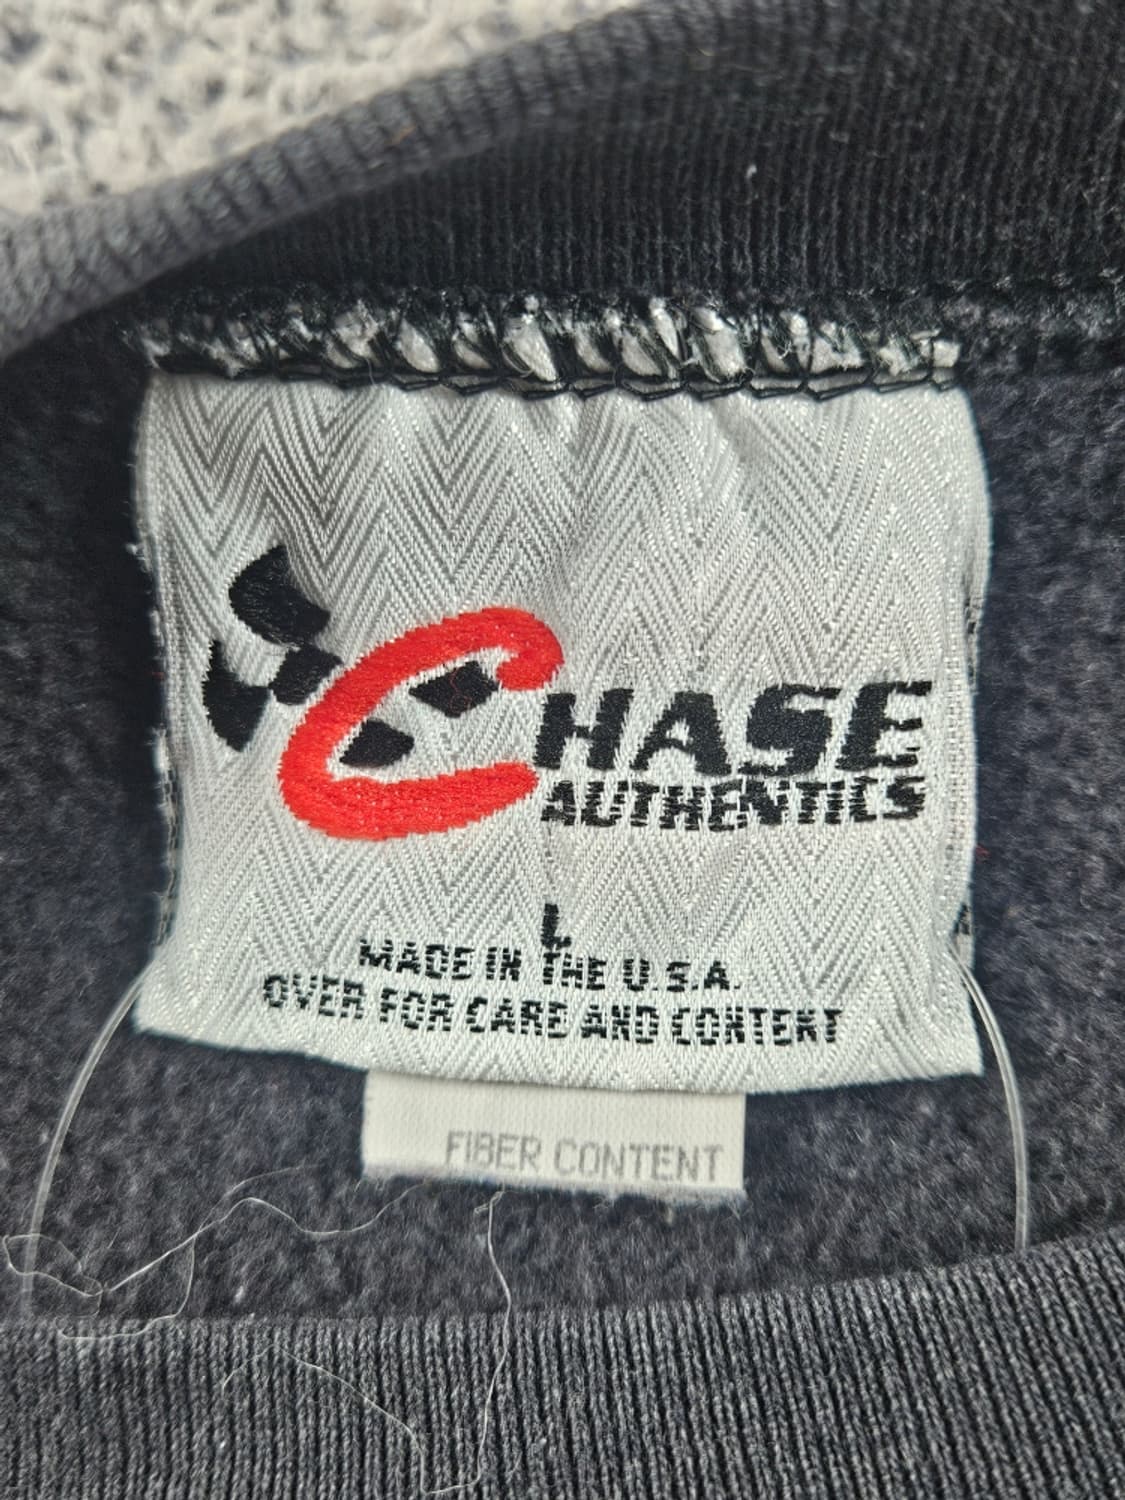 CHASE
AUTHENTICS
L
MADE IN THE U.S.A.
OVER FOR CARE AND CONTENT
FIBER CONTENT